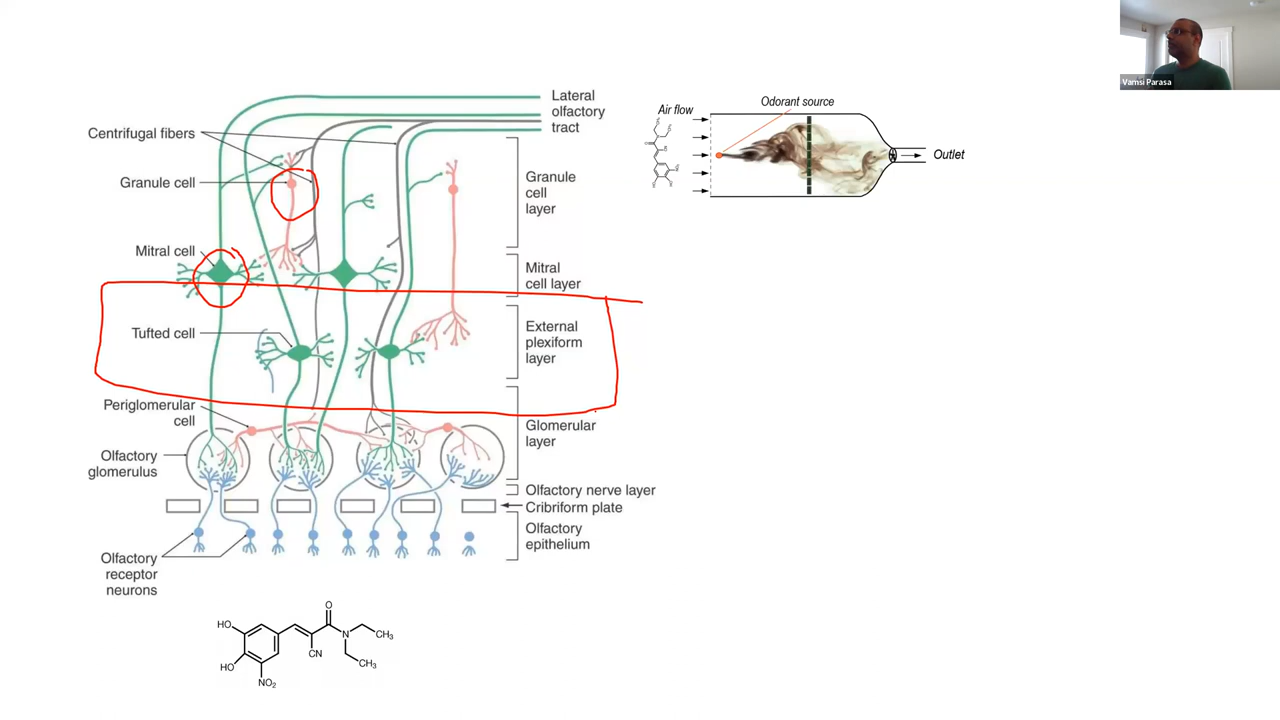 Vamsi Parasa
Lateral
olfactory
tract
Centrifugal fibers
Granule cell
Granule
cell
layer
Mitral cell
Mitral
cell layer
Tufted cell
External
plexiform
layer
Periglomerular
cell
Glomerular
layer
Olfactory
glomerulus
Olfactory nerve layer
Cribriform plate
Olfactory
epithelium
Olfactory
receptor
neurons
Air flow
Odorant source
Outlet
O
HO
N
CH3
CN
HO
CH3
NO2